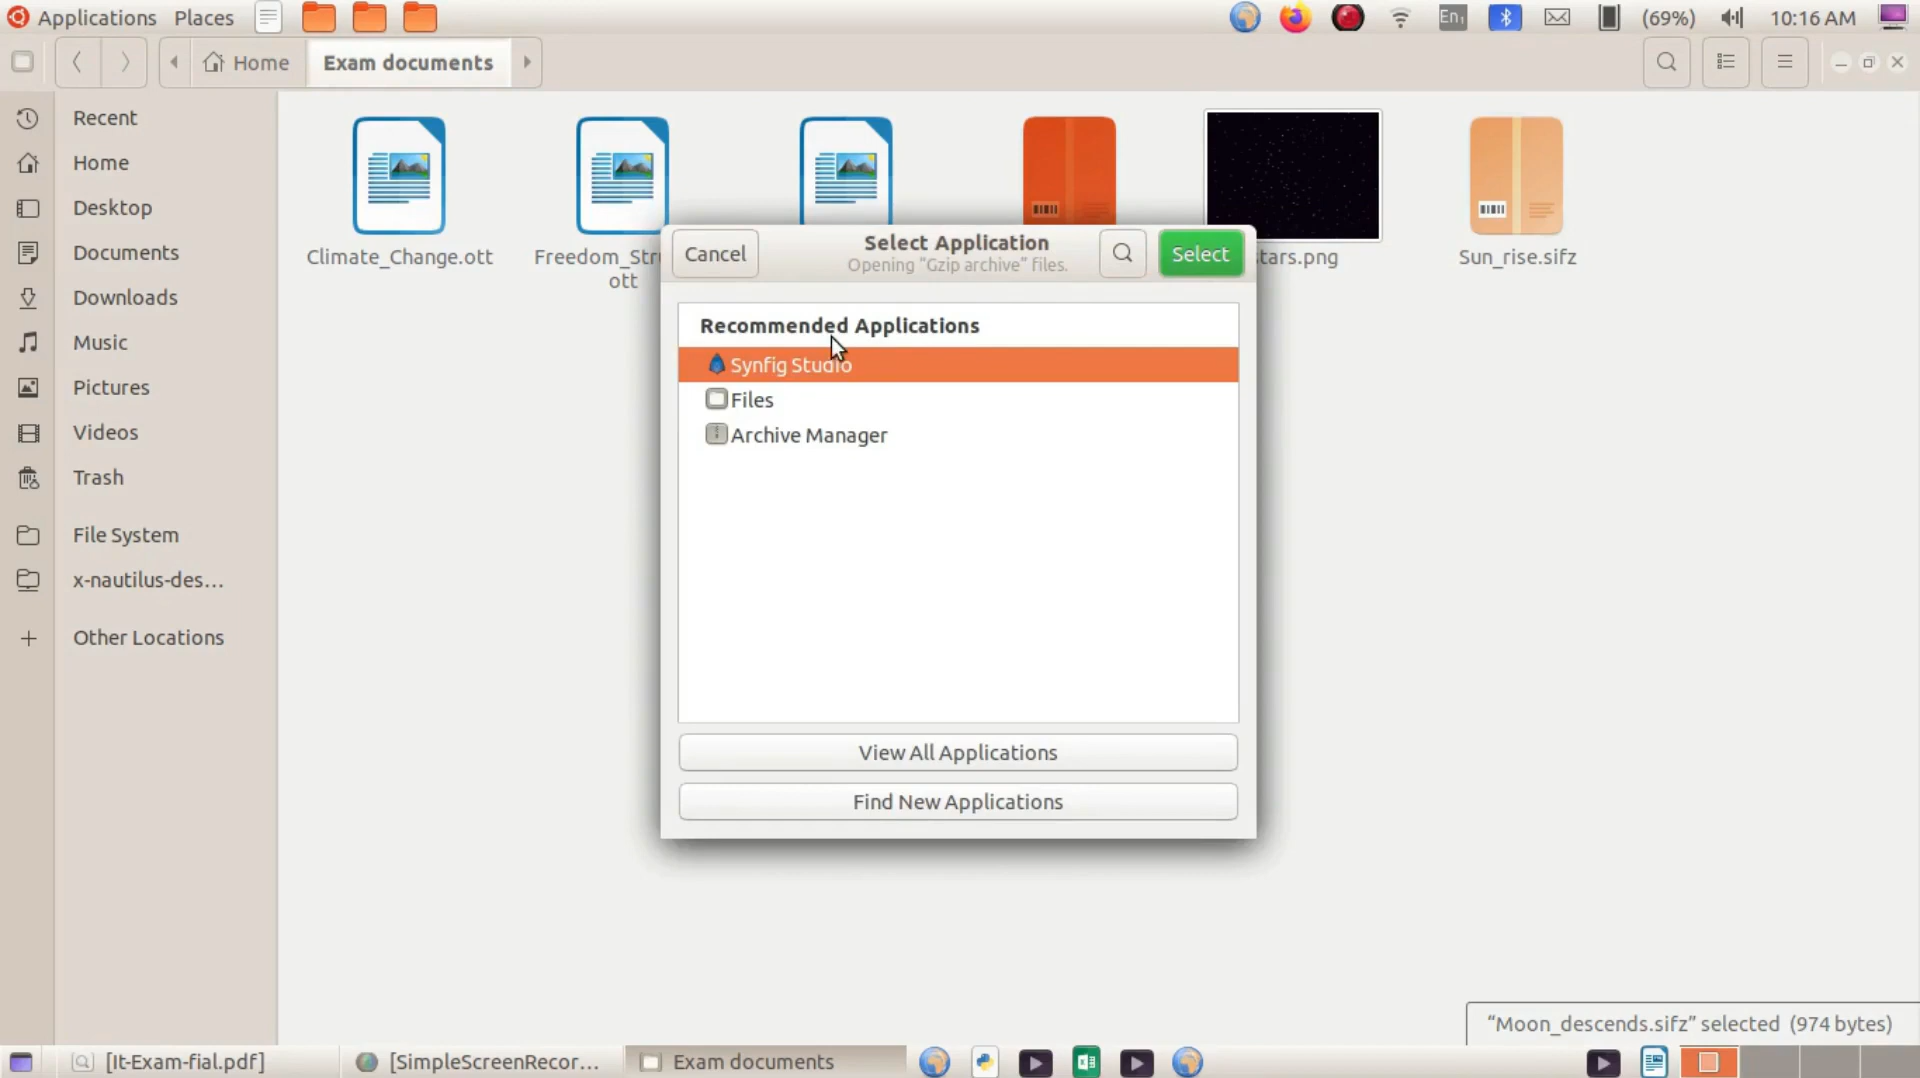 Applications Places En₁ (69%) 10:16 AM
Home Exam documents
Recent
Home
Desktop
Documents
Downloads
Music
Pictures
Videos
Trash
File System
x-nautilus-des…
Other Locations
Climate_Change.ott
Freedom_Str
ott
tars.png
Sun_rise.sifz
Cancel
Select Application
Opening “Gzip archive” files.
Select
Recommended Applications
Synfig Studio
Files
Archive Manager
View All Applications
Find New Applications
“Moon_descends.sifz” selected (974 bytes)
[It-Exam-fial.pdf] [SimpleScreenRecor... Exam documents